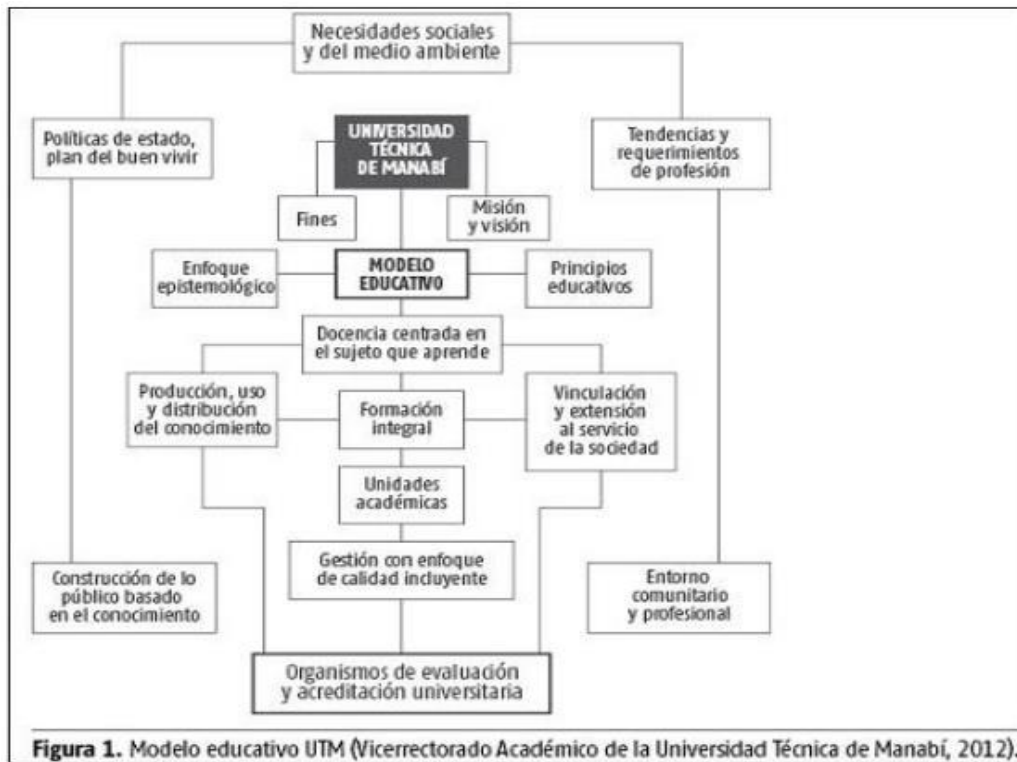 Necesidades sociales
y del medio ambiente
Políticas de estado,
plan del buen vivir
UNIVERSIDAD
TÉCNICA
DE MANABÍ
Tendencias y
requerimientos
de profesión
Fines
Misión
y visión
Enfoque
epistemológico
MODELO
EDUCATIVO
Principios
educativos
Docencia centrada en
el sujeto que aprende
Producción, uso
y distribución
del conocimiento
Formación
integral
Vinculación
y extensión
al servicio
de la sociedad
Unidades
académicas
Gestión con enfoque
de calidad incluyente
Construcción de lo
público basado
en el conocimiento
Entorno
comunitario
y profesional
Organismos de evaluación
y acreditación universitaria
Figura 1. Modelo educativo UTM (Vicerrectorado Académico de la Universidad Técnica de Manabí, 2012).